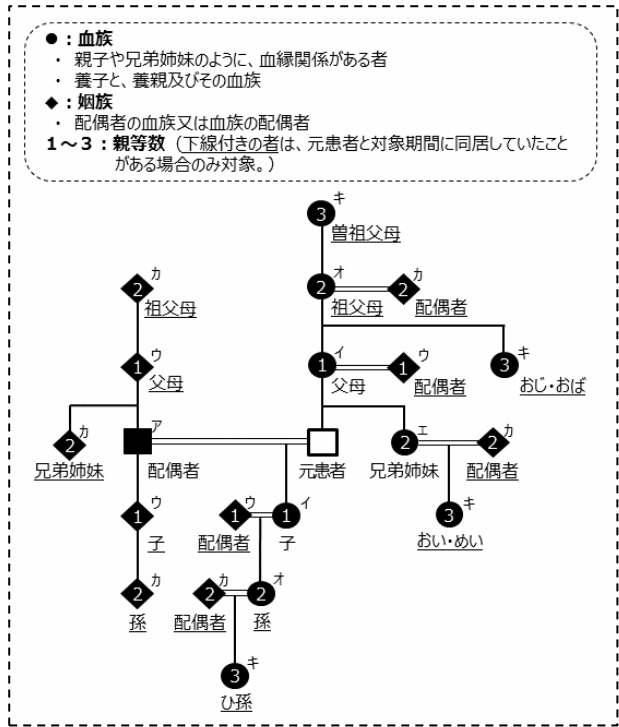 ●：血族
・ 親子や兄弟姉妹のように、血縁関係がある者
・ 養子と、養親及びその血族
◆：姻族
・ 配偶者の血族又は血族の配偶者
１～３：親等数（下線付きの者は、元患者と対象期間に同居していたこと
がある場合のみ対象。）
3 キ
曽祖父母
2 カ
祖父母
2 オ
祖父母
2 カ
配偶者
1 ウ
父母
1 イ
父母
1 ウ
配偶者
3 キ
おじ・おば
2 カ
兄弟姉妹
ア
配偶者
元患者
2 エ
兄弟姉妹
2 カ
配偶者
1 ウ
子
1 ウ
配偶者
1 イ
子
3 キ
おい・めい
2 カ
孫
2 カ
配偶者
2 オ
孫
3 キ
ひ孫